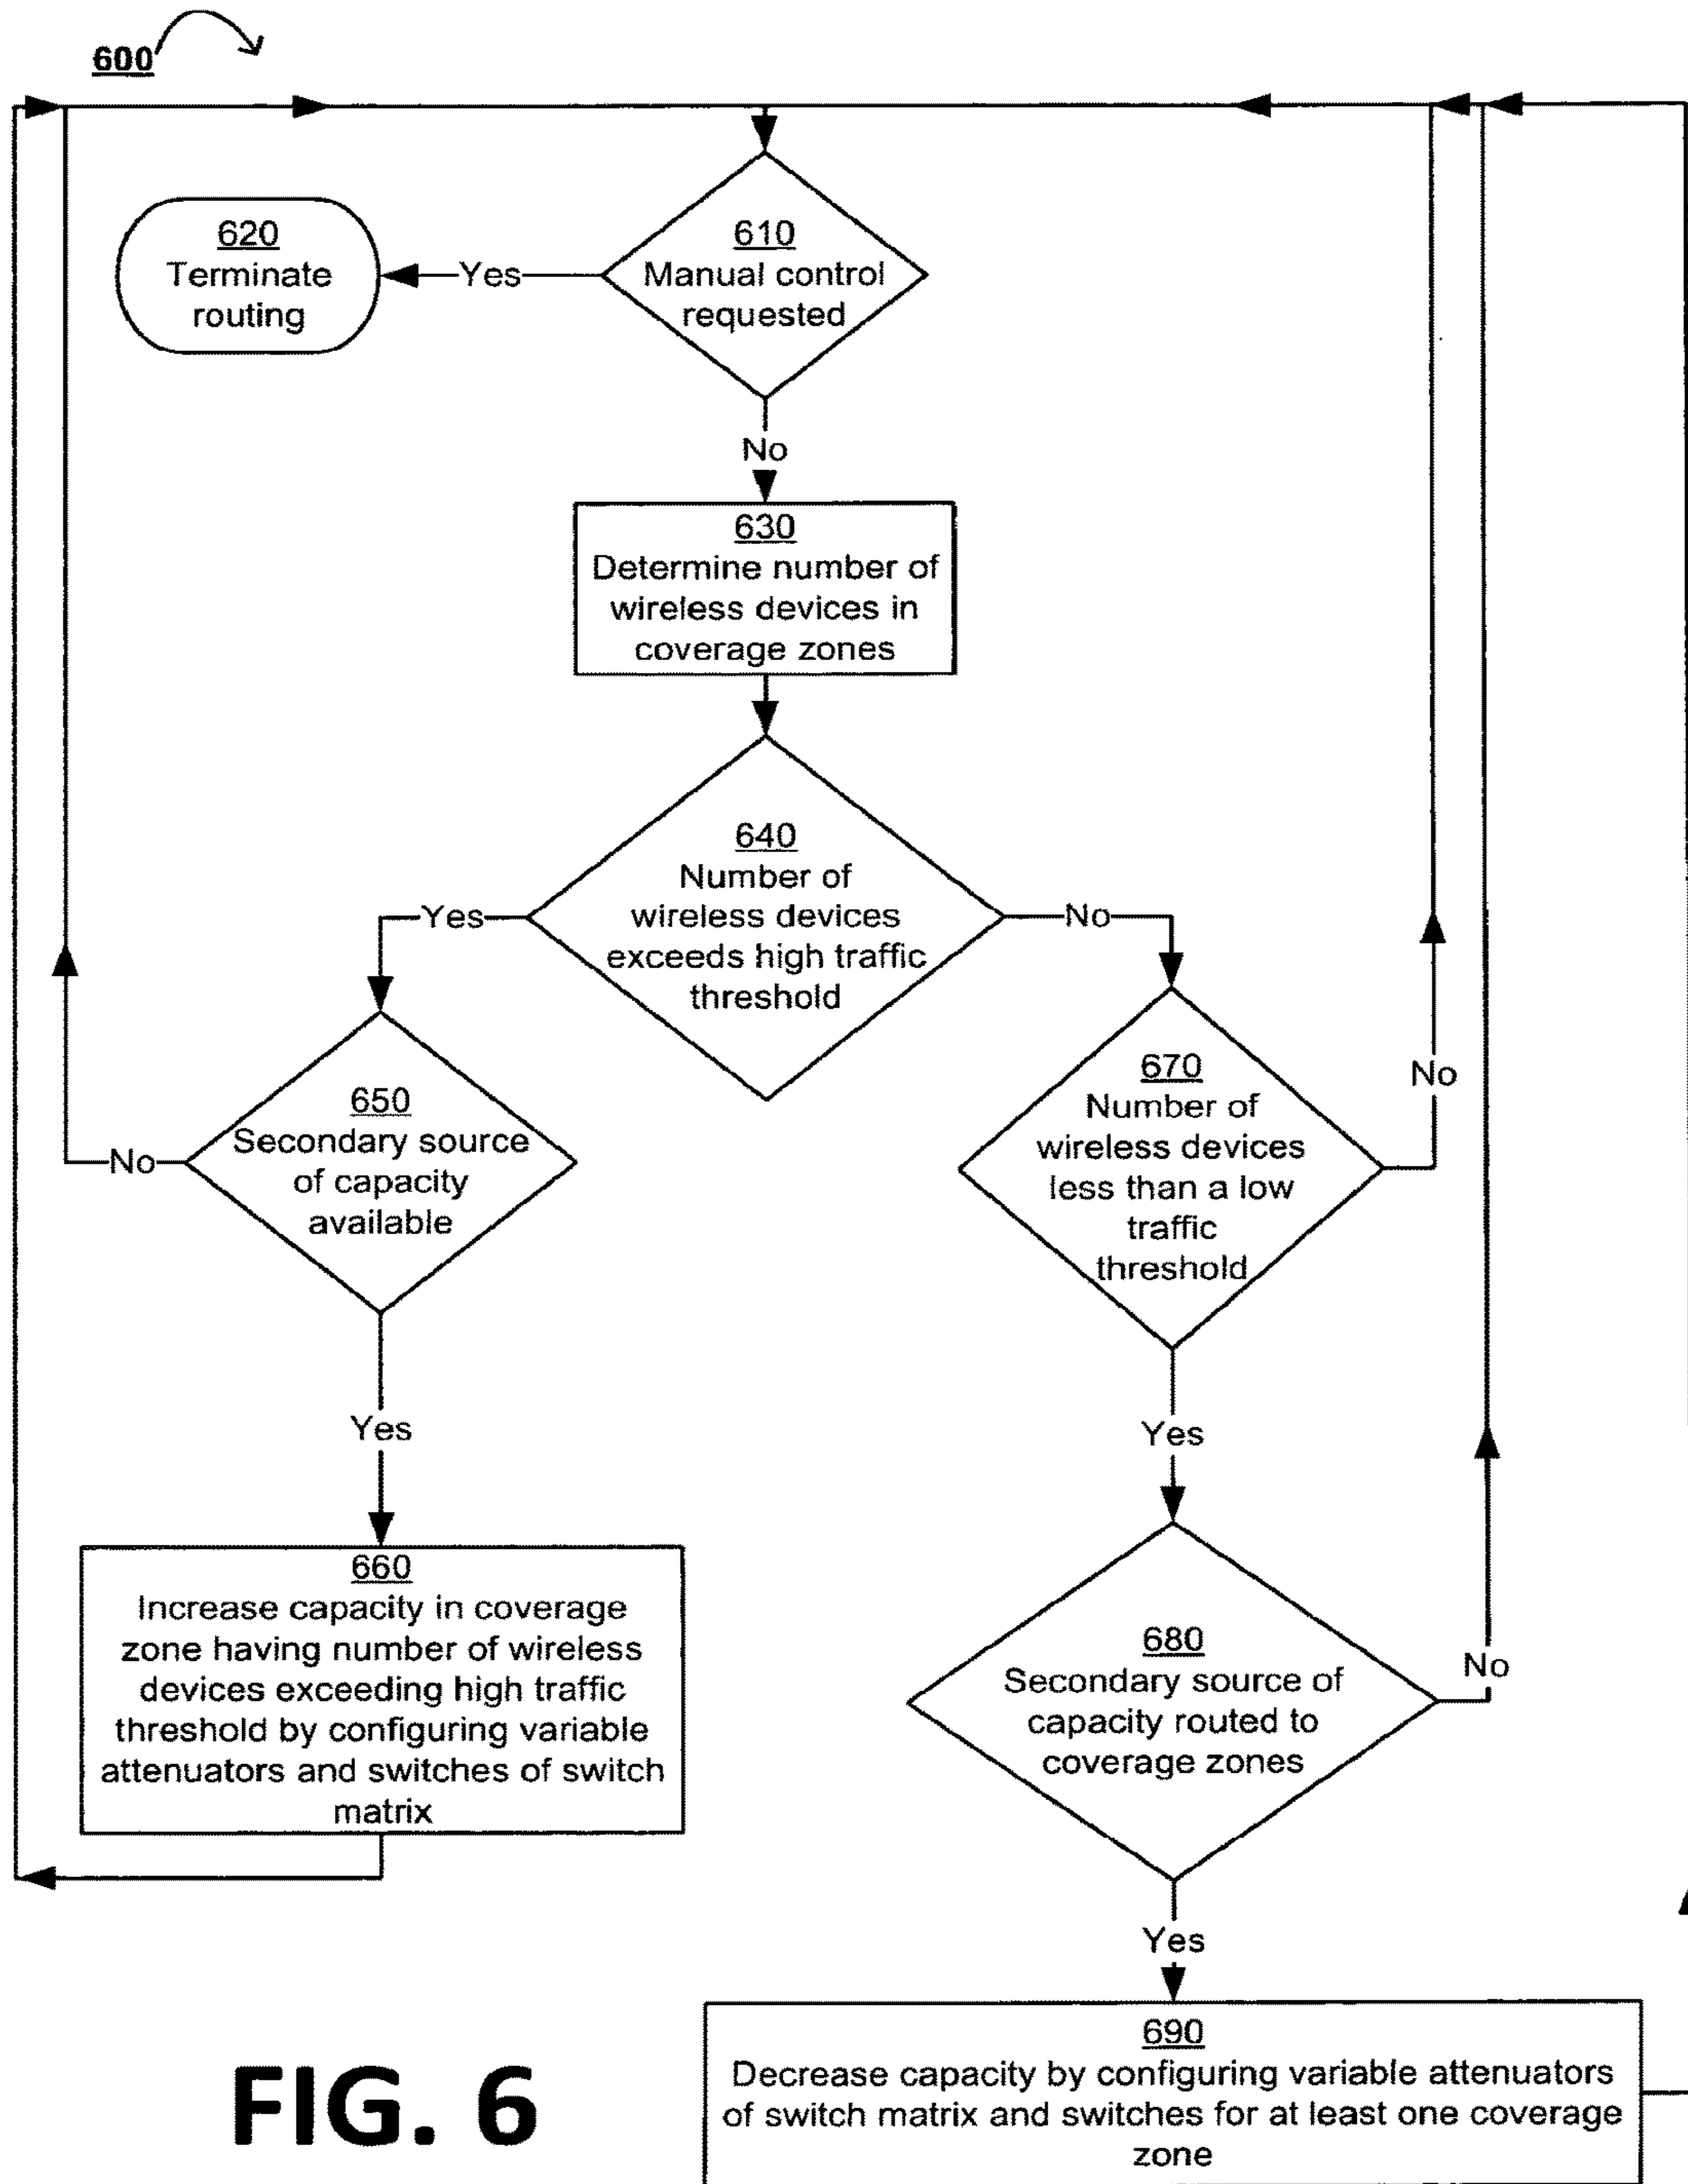 600
620
Terminate
routing
Yes
610
Manual control
requested
No
630
Determine number of
wireless devices in
coverage zones
640
Number of
wireless devices
exceeds high traffic
threshold
Yes
No
650
Secondary source
of capacity
available
No
670
Number of
wireless devices
less than a low
traffic
threshold
No
Yes
Yes
660
Increase capacity in coverage
zone having number of wireless
devices exceeding high traffic
threshold by configuring variable
attenuators and switches of switch
matrix
680
Secondary source of
capacity routed to
coverage zones
No
Yes
690
Decrease capacity by configuring variable attenuators
of switch matrix and switches for at least one coverage
zone
FIG. 6